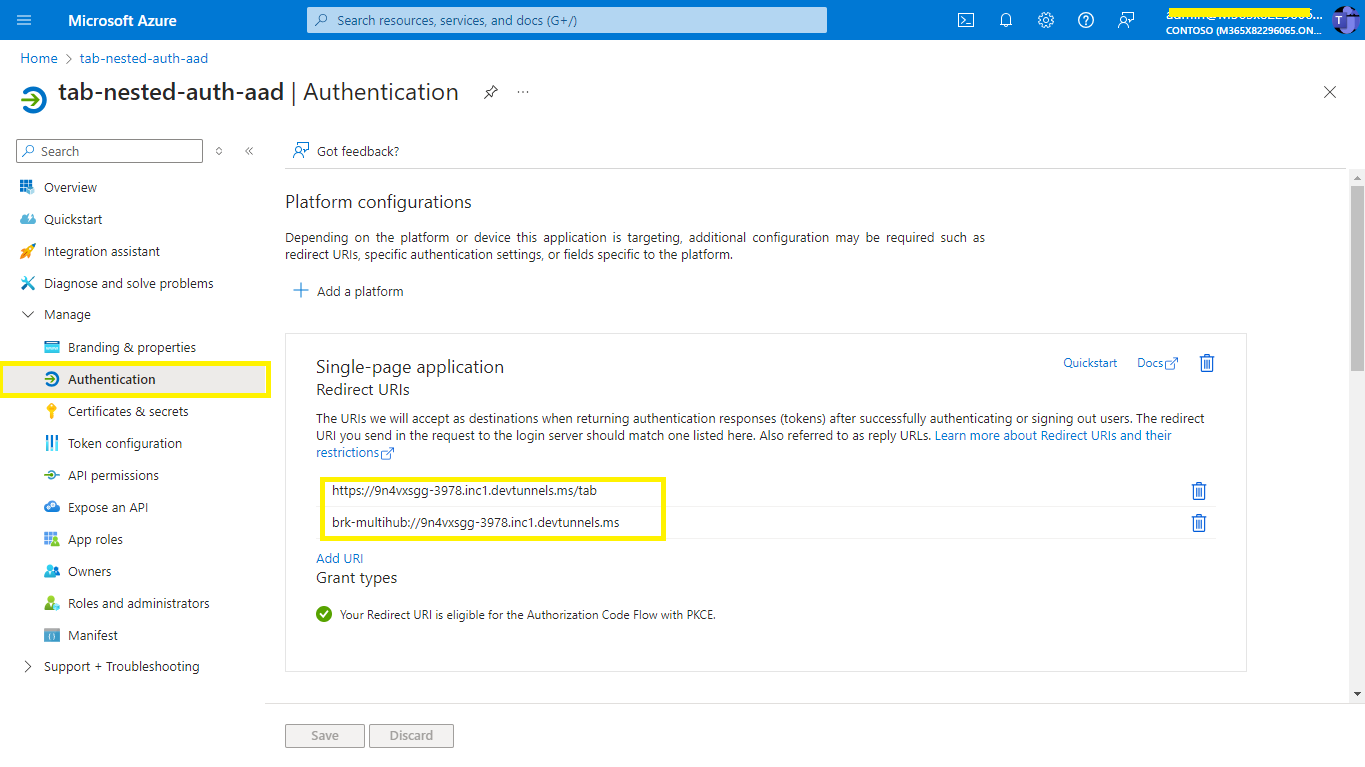 Microsoft Azure
Search resources, services, and docs (G+/)
CONTOSO (M365X82296065.ON...
Home > tab-nested-auth-aad
tab-nested-auth-aad | Authentication
Search
Got feedback?
Overview
Quickstart
Integration assistant
Diagnose and solve problems
Manage
Branding & properties
Authentication
Certificates & secrets
Token configuration
API permissions
Expose an API
App roles
Owners
Roles and administrators
Manifest
Support + Troubleshooting
Platform configurations
Depending on the platform or device this application is targeting, additional configuration may be required such as
redirect URIs, specific authentication settings, or fields specific to the platform.
Add a platform
Single-page application
Quickstart
Docs
Redirect URIs
The URIs we will accept as destinations when returning authentication responses (tokens) after successfully authenticating or signing out users. The redirect
URI you send in the request to the login server should match one listed here. Also referred to as reply URLs. Learn more about Redirect URIs and their
restrictions
https://9n4vxsgg-3978.inc1.devtunnels.ms/tab
brk-multihub://9n4vxsgg-3978.inc1.devtunnels.ms
Add URI
Grant types
Your Redirect URI is eligible for the Authorization Code Flow with PKCE.
Save
Discard